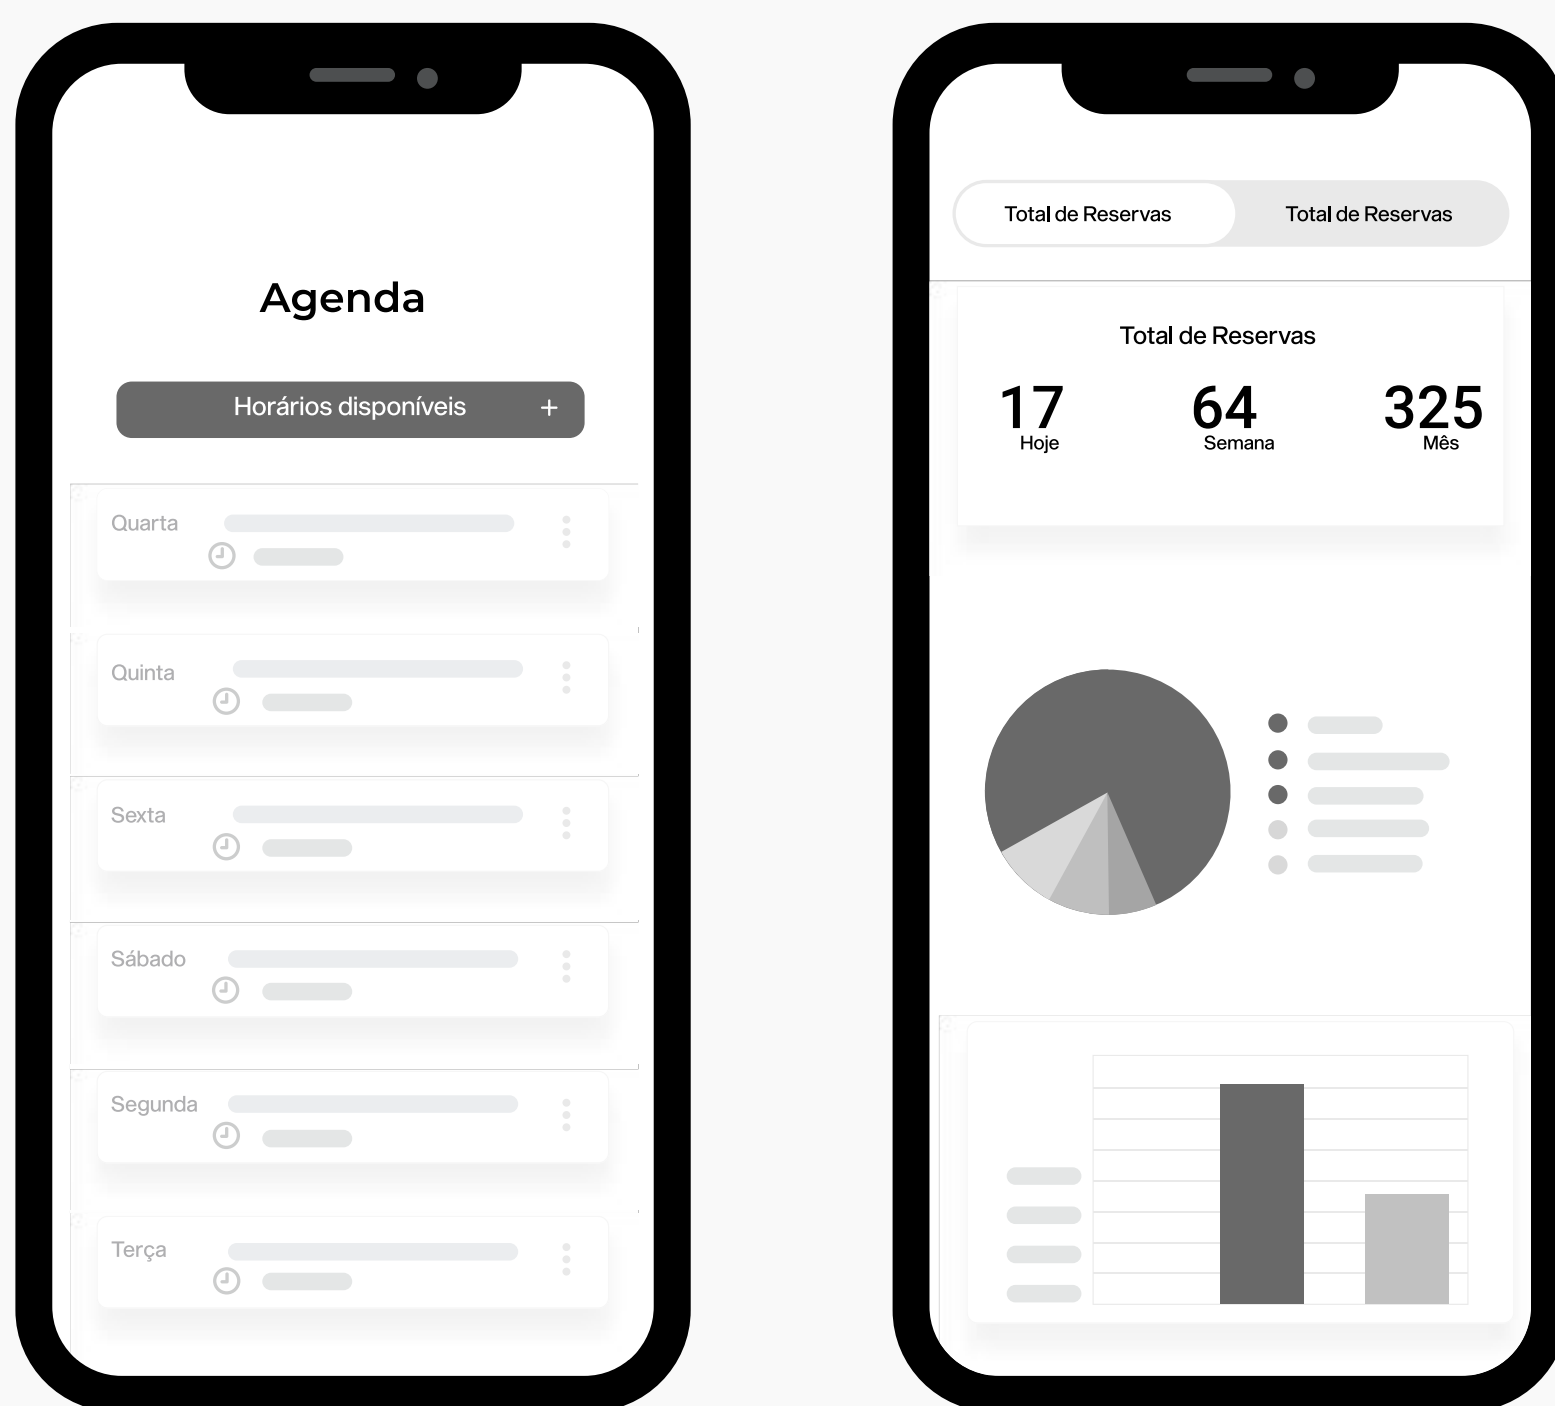 Agenda
Horários disponíveis +
Quarta
Quinta
Sexta
Sábado
Segunda
Terça
Total de Reservas Total de Reservas
Total de Reservas
17 64 325
Hoje Semana Mês